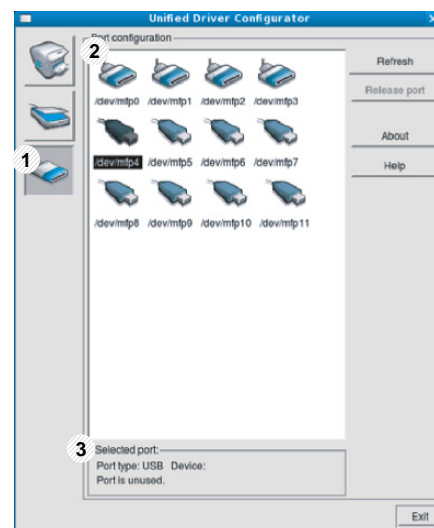 Unified Driver Configurator
Port configuration
2
/dev/mfp0 /dev/mfp1 /dev/mfp2 /dev/mfp3
/dev/mfp4 /dev/mfp5 /dev/mfp6 /dev/mfp7
/dev/mfp8 /dev/mfp9 /dev/mfp10 /dev/mfp11
Refresh
Release port
About
Help
1
3
Selected port:
Port type: USB Device:
Port is unused.
Exit